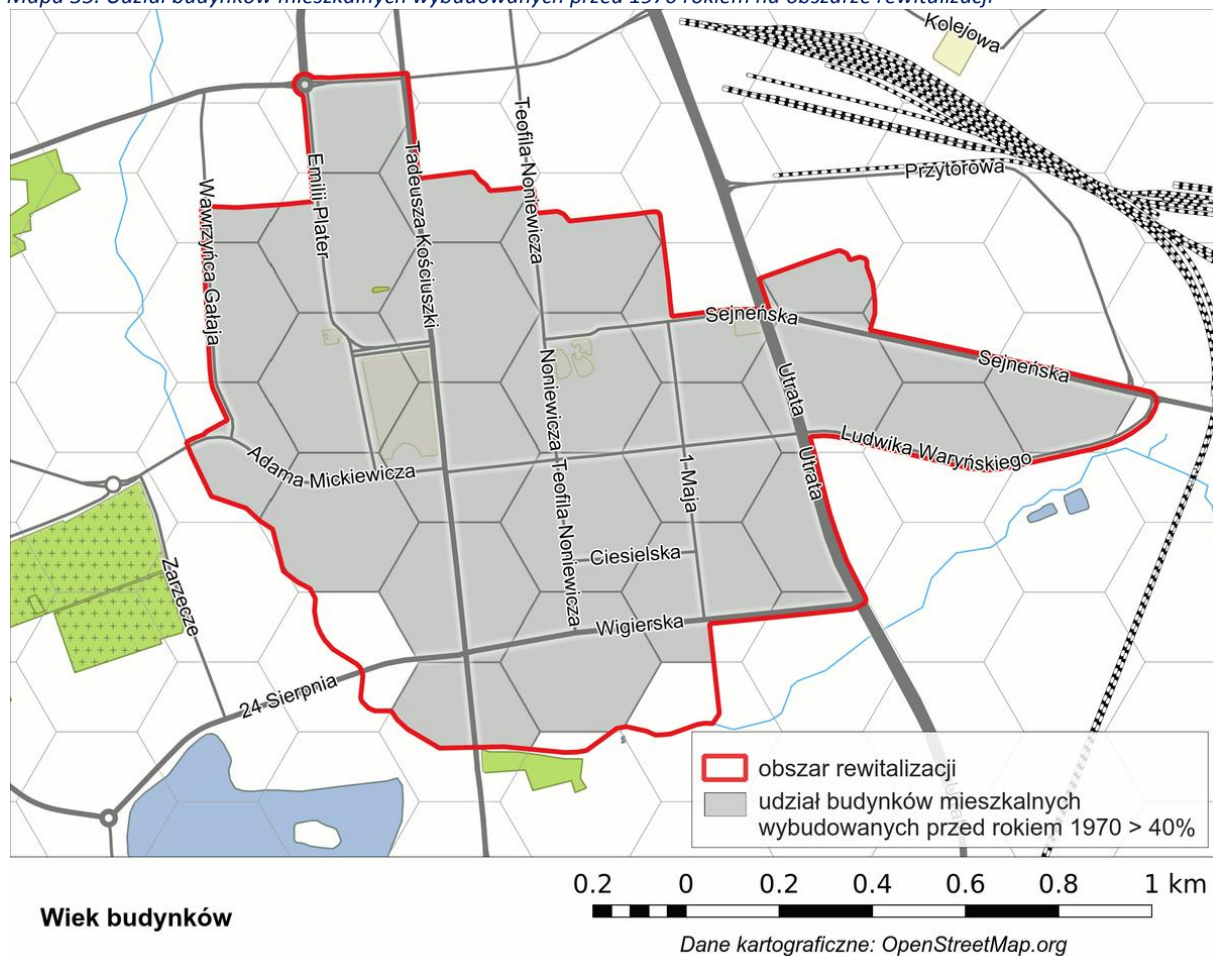 Mapa 35. Udział budynków mieszkalnych wybudowanych przed 1970 rokiem na obszarze rewitalizacji
Kolejowa
Teofila-Noniewicza
Przytorowa
Emilii-Plater
Tadeusza Kościuszki
Wawrzyńca Gałaja
Sejneńska
Sejneńska
Utrata
Noniewicza
Ludwika Waryńskiego
Adama Mickiewicza
Utrata
1-Maja
Teofila-Noniewicza
Ciesielska
Zarzecze
Wigierska
24 Sierpnia
obszar rewitalizacji
udział budynków mieszkalnych
wybudowanych przed rokiem 1970 > 40%
0.2 0 0.2 0.4 0.6 0.8 1 km
Wiek budynków
Dane kartograficzne: OpenStreetMap.org